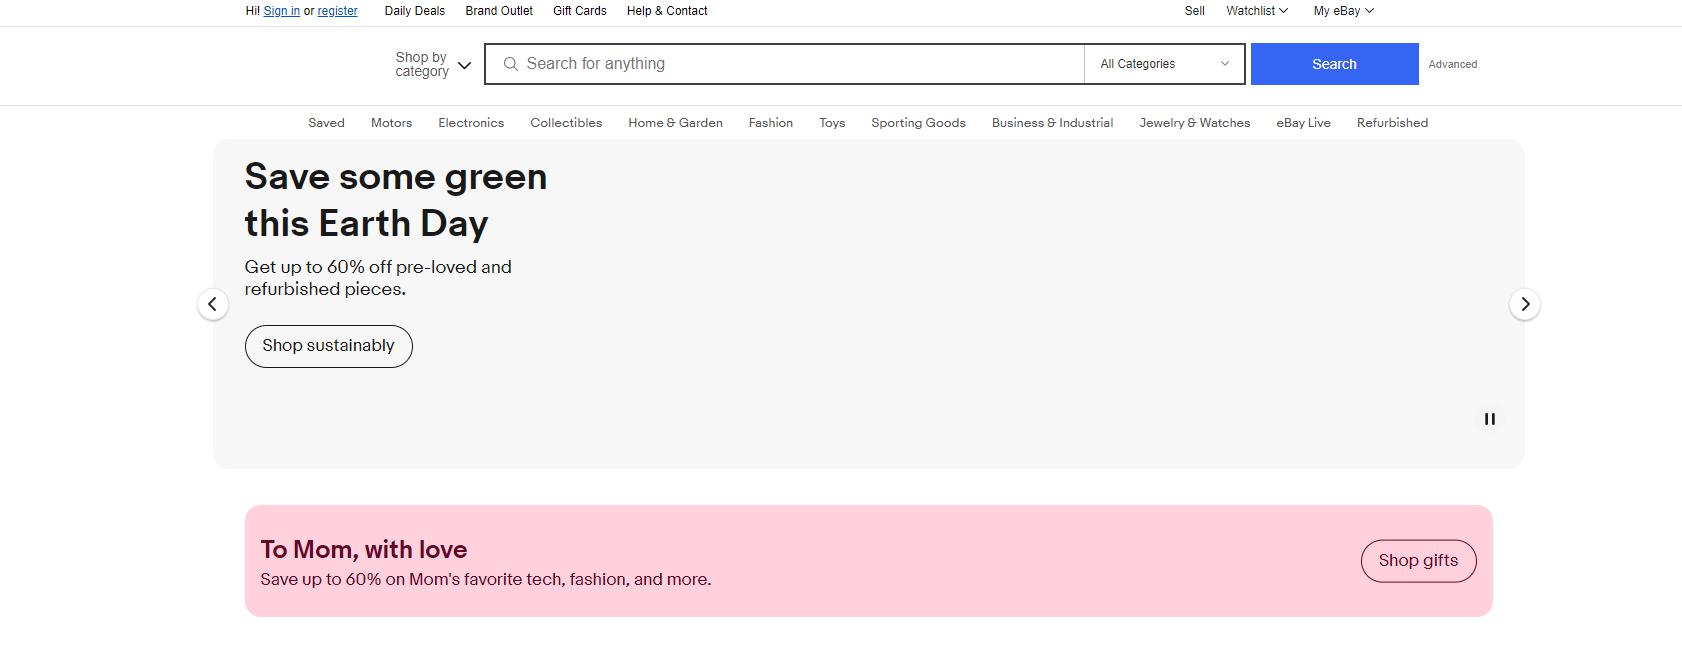 Hi! Sign in or register Daily Deals Brand Outlet Gift Cards Help & Contact Sell Watchlist My eBay
Shop by
category
Search for anything All Categories Search Advanced
Saved Motors Electronics Collectibles Home & Garden Fashion Toys Sporting Goods Business & Industrial Jewelry & Watches eBay Live Refurbished
Save some green
this Earth Day
Get up to 60% off pre-loved and
refurbished pieces.
Shop sustainably
To Mom, with love
Save up to 60% on Mom's favorite tech, fashion, and more.
Shop gifts